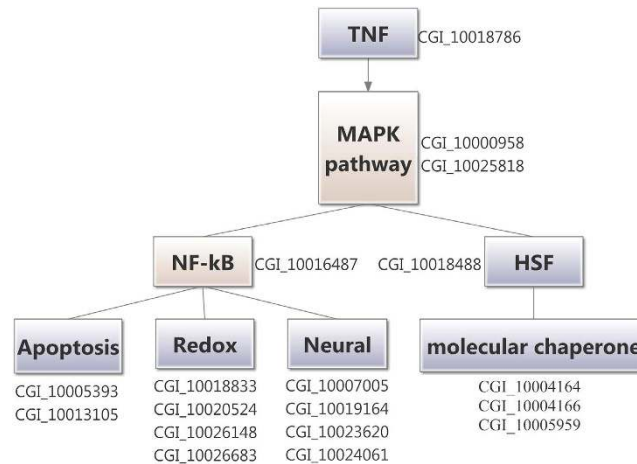 TNF
CGI_10018786
MAPK
pathway
CGI_10000958
CGI_10025818
NF-kB
CGI_10016487
CGI_10018488
HSF
Apoptosis
CGI_10005393
CGI_10013105
Redox
CGI_10018833
CGI_10020524
CGI_10026148
CGI_10026683
Neural
CGI_10007005
CGI_10019164
CGI_10023620
CGI_10024061
molecular chaperone
CGI_10004164
CGI_10004166
CGI_10005959